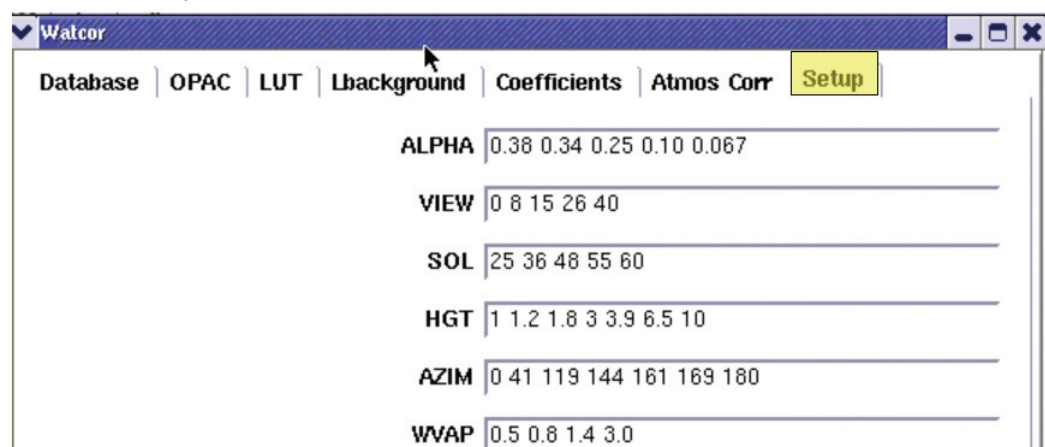 Watcor
Database OPAC LUT Lbackground Coefficients Atmos Corr Setup
ALPHA 0.38 0.34 0.25 0.10 0.067
VIEW 0 8 15 26 40
SOL 25 36 48 55 60
HGT 1 1.2 1.8 3 3.9 6.5 10
AZIM 0 41 119 144 161 169 180
WVAP 0.5 0.8 1.4 3.0